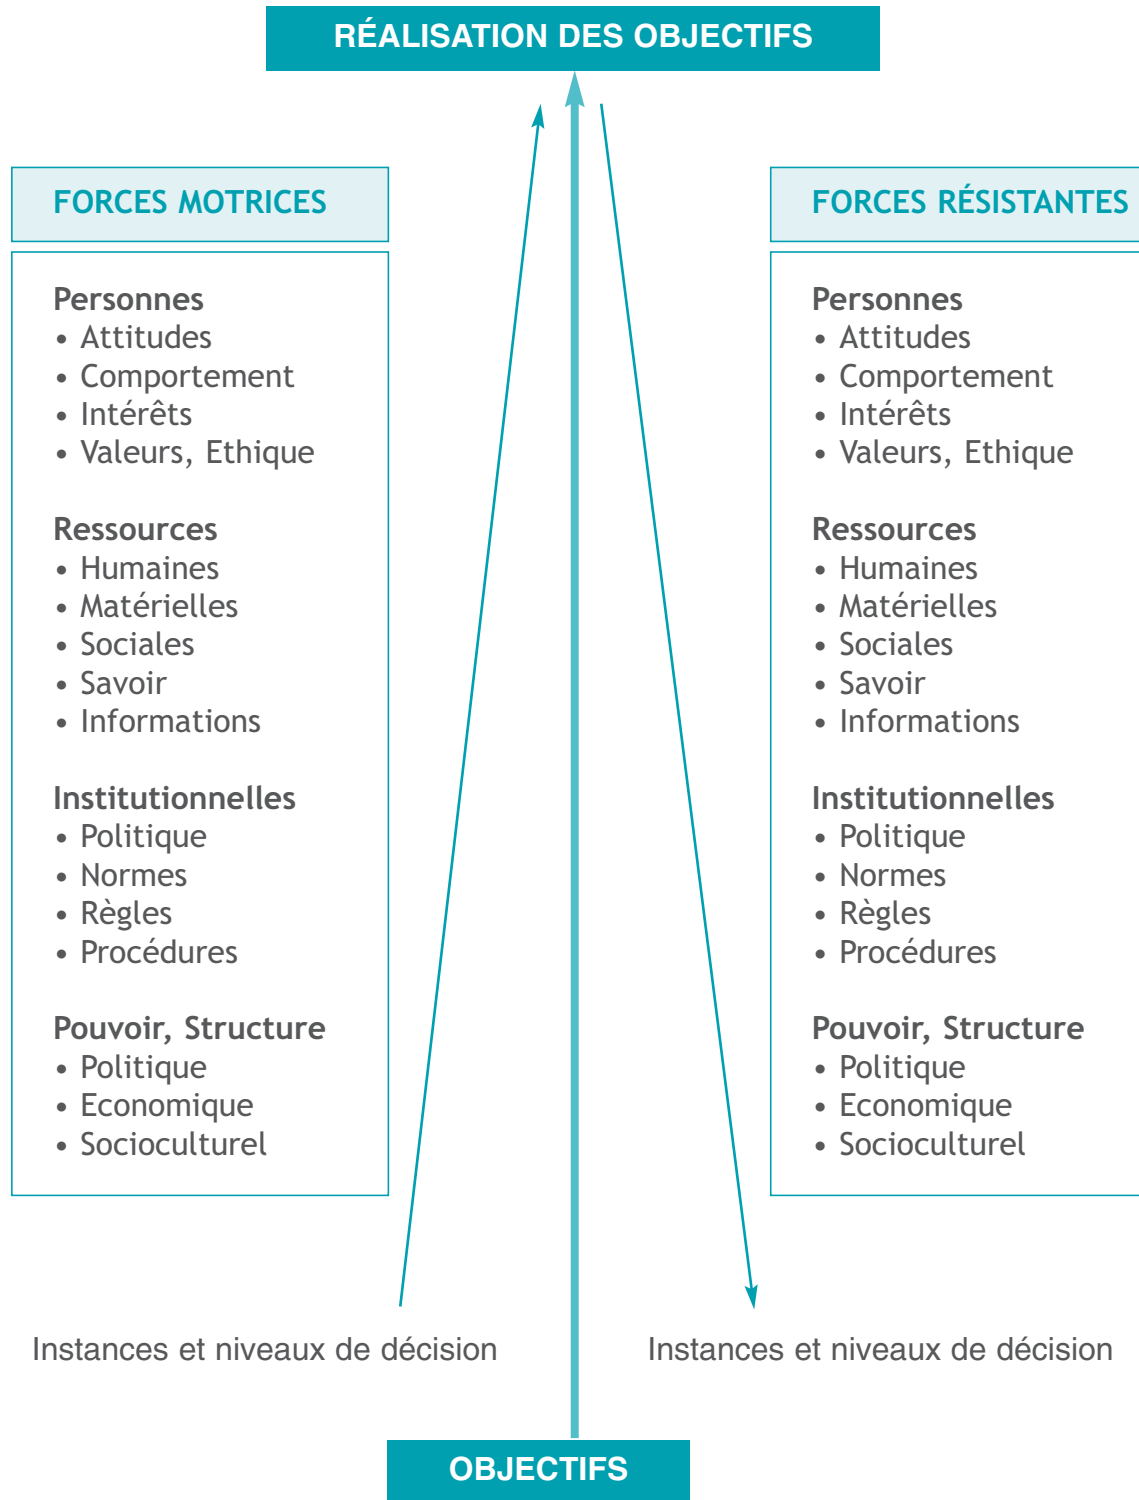 RÉALISATION DES OBJECTIFS
FORCES MOTRICES
Personnes
• Attitudes
• Comportement
• Intérêts
• Valeurs, Ethique
Ressources
• Humaines
• Matérielles
• Sociales
• Savoir
• Informations
Institutionnelles
• Politique
• Normes
• Règles
• Procédures
Pouvoir, Structure
• Politique
• Economique
• Socioculturel
Instances et niveaux de décision
FORCES RÉSISTANTES
Personnes
• Attitudes
• Comportement
• Intérêts
• Valeurs, Ethique
Ressources
• Humaines
• Matérielles
• Sociales
• Savoir
• Informations
Institutionnelles
• Politique
• Normes
• Règles
• Procédures
Pouvoir, Structure
• Politique
• Economique
• Socioculturel
Instances et niveaux de décision
OBJECTIFS